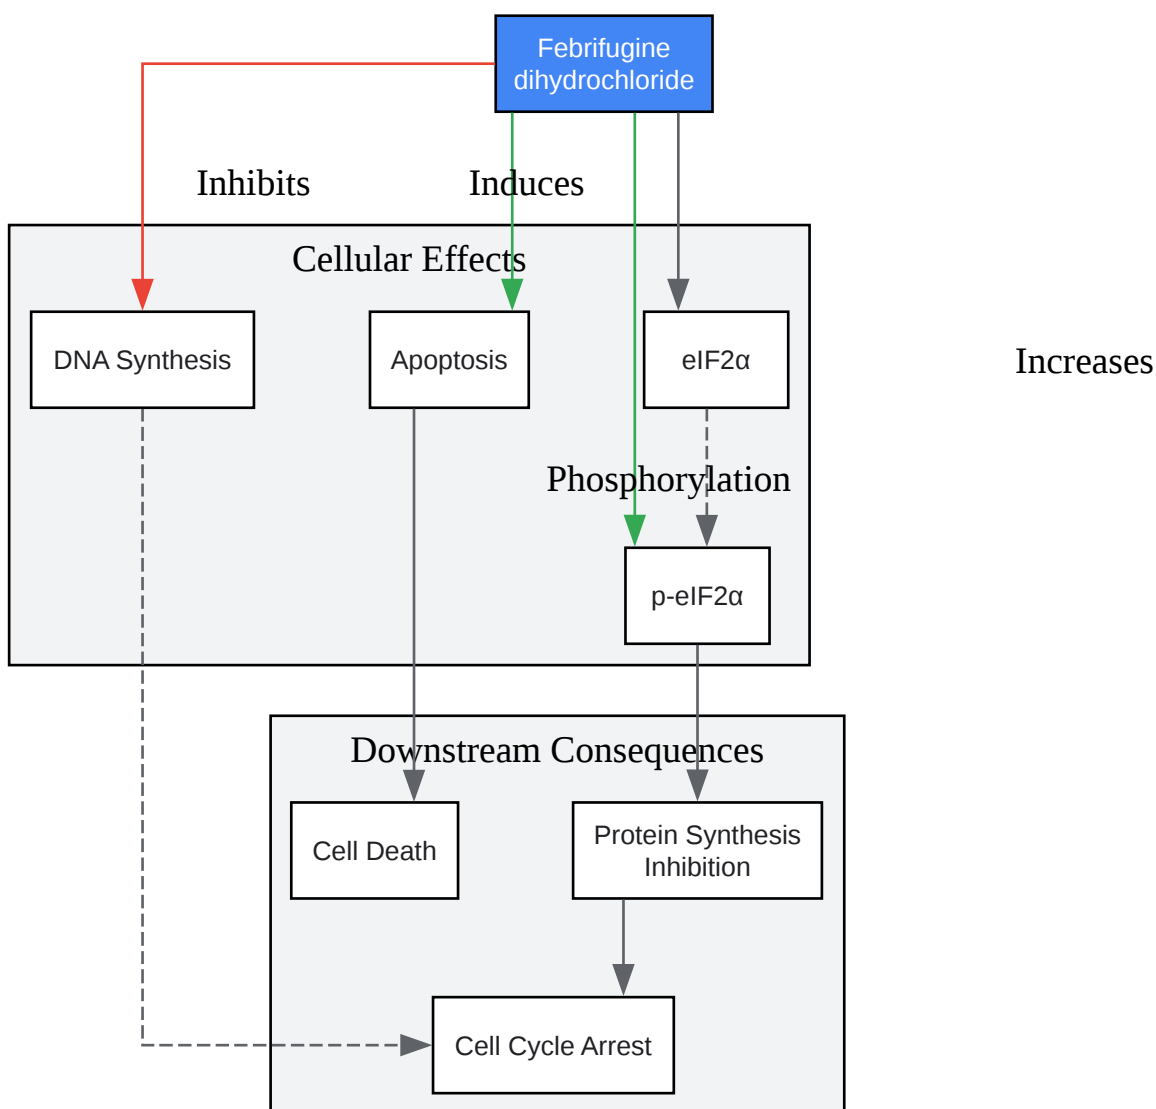 Febrifugine
dihydrochloride
Inhibits
Induces
Cellular Effects
DNA Synthesis
Apoptosis
eIF2α
Increases
Phosphorylation
p-eIF2α
Downstream Consequences
Cell Death
Protein Synthesis
Inhibition
Cell Cycle Arrest